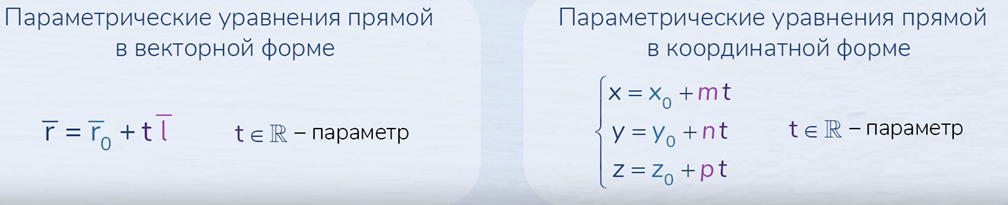 Параметрические уравнения прямой
в векторной форме
r̅ = r̅₀ + t l̅
t ∈ ℝ – параметр
Параметрические уравнения прямой
в координатной форме
x = x₀ + mt
y = y₀ + nt
z = z₀ + pt
t ∈ ℝ – параметр